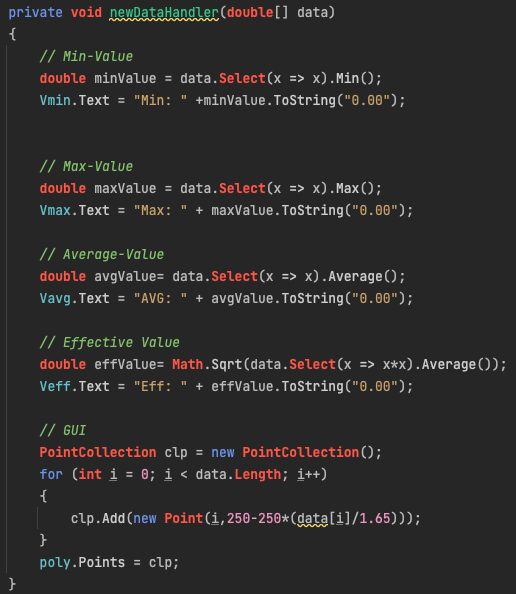 private void newDataHandler(double[] data)
{
    // Min-Value
    double minValue = data.Select(x => x).Min();
    Vmin.Text = "Min: " +minValue.ToString("0.00");


    // Max-Value
    double maxValue = data.Select(x => x).Max();
    Vmax.Text = "Max: " + maxValue.ToString("0.00");

    // Average-Value
    double avgValue= data.Select(x => x).Average();
    Vavg.Text = "AVG: " + avgValue.ToString("0.00");

    // Effective Value
    double effValue= Math.Sqrt(data.Select(x => x*x).Average());
    Veff.Text = "Eff: " + effValue.ToString("0.00");

    // GUI
    PointCollection clp = new PointCollection();
    for (int i = 0; i < data.Length; i++)
    {
        clp.Add(new Point(i,250-250*(data[i]/1.65)));
    }
    poly.Points = clp;
}